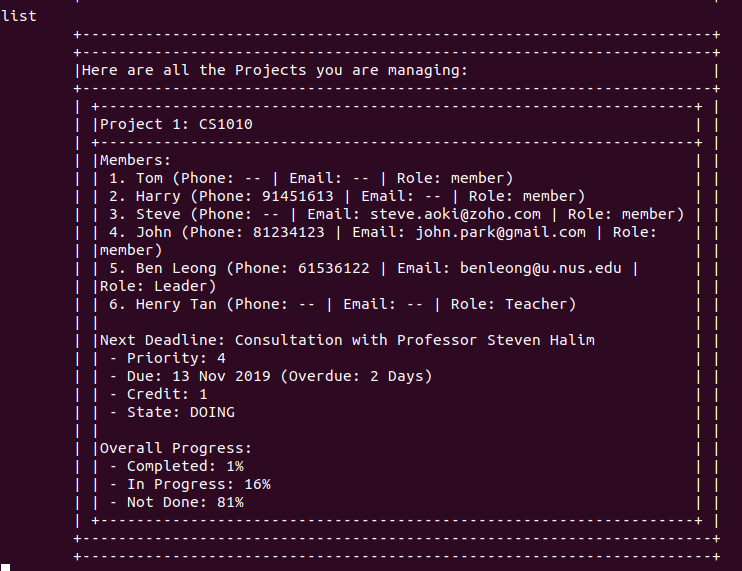 list
+----------------------------------------------------------------------+
+----------------------------------------------------------------------+
|Here are all the Projects you are managing:                           |
+----------------------------------------------------------------------+
| +------------------------------------------------------------------+ |
| |Project 1: CS1010                                                 | |
| +------------------------------------------------------------------+ |
| |Members:                                                          | |
| | 1. Tom (Phone: -- | Email: -- | Role: member)                    | |
| | 2. Harry (Phone: 91451613 | Email: -- | Role: member)            | |
| | 3. Steve (Phone: -- | Email: steve.aoki@zoho.com | Role: member) | |
| | 4. John (Phone: 81234123 | Email: john.park@gmail.com | Role:    | |
| |member)                                                           | |
| | 5. Ben Leong (Phone: 61536122 | Email: benleong@u.nus.edu |      | |
| |Role: Leader)                                                     | |
| | 6. Henry Tan (Phone: -- | Email: -- | Role: Teacher)             | |
| |                                                                  | |
| |Next Deadline: Consultation with Professor Steven Halim           | |
| | - Priority: 4                                                    | |
| | - Due: 13 Nov 2019 (Overdue: 2 Days)                             | |
| | - Credit: 1                                                      | |
| | - State: DOING                                                   | |
| |                                                                  | |
| |Overall Progress:                                                 | |
| | - Completed: 1%                                                  | |
| | - In Progress: 16%                                               | |
| | - Not Done: 81%                                                  | |
| +------------------------------------------------------------------+ |
+----------------------------------------------------------------------+
+----------------------------------------------------------------------+